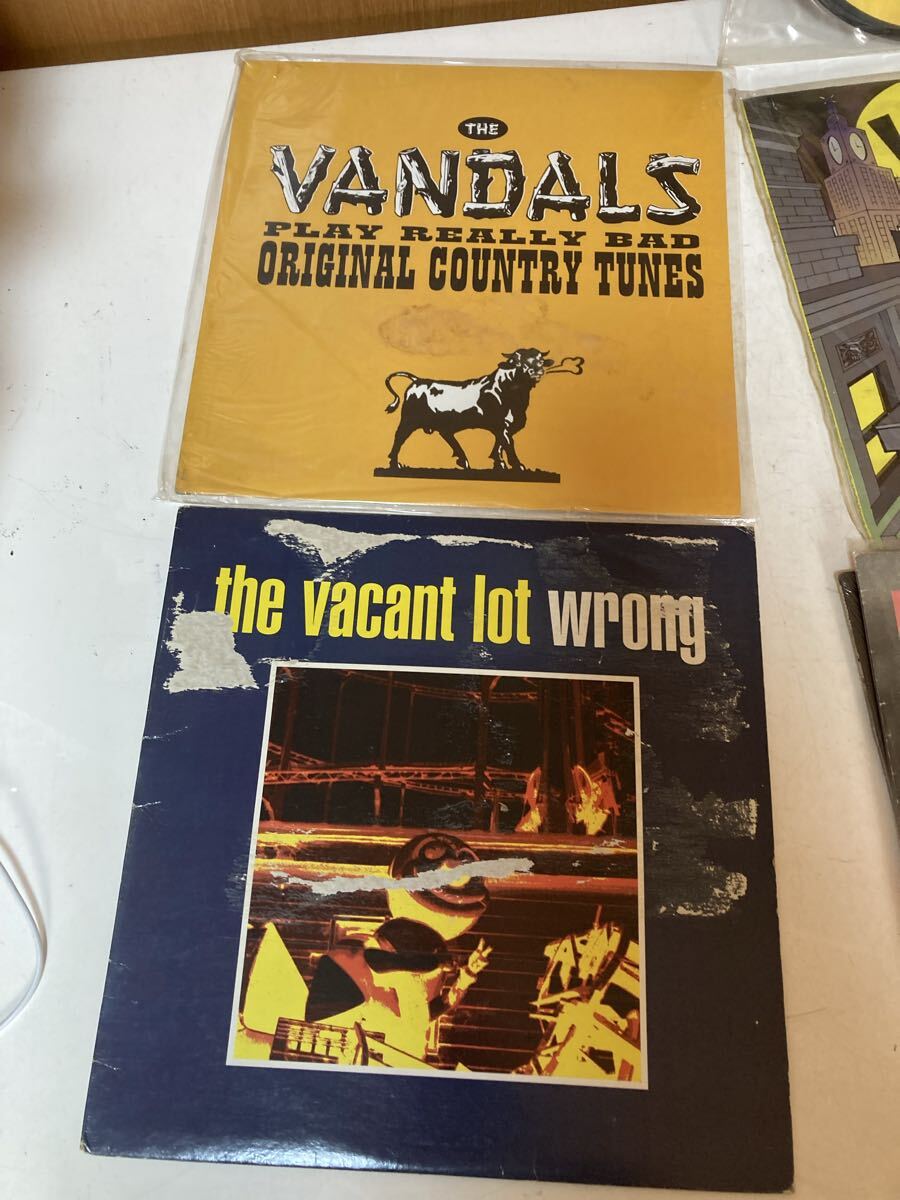 THE
VANDALS
PLAY REALLY BAD
ORIGINAL COUNTRY TUNES
the vacant lot wrong